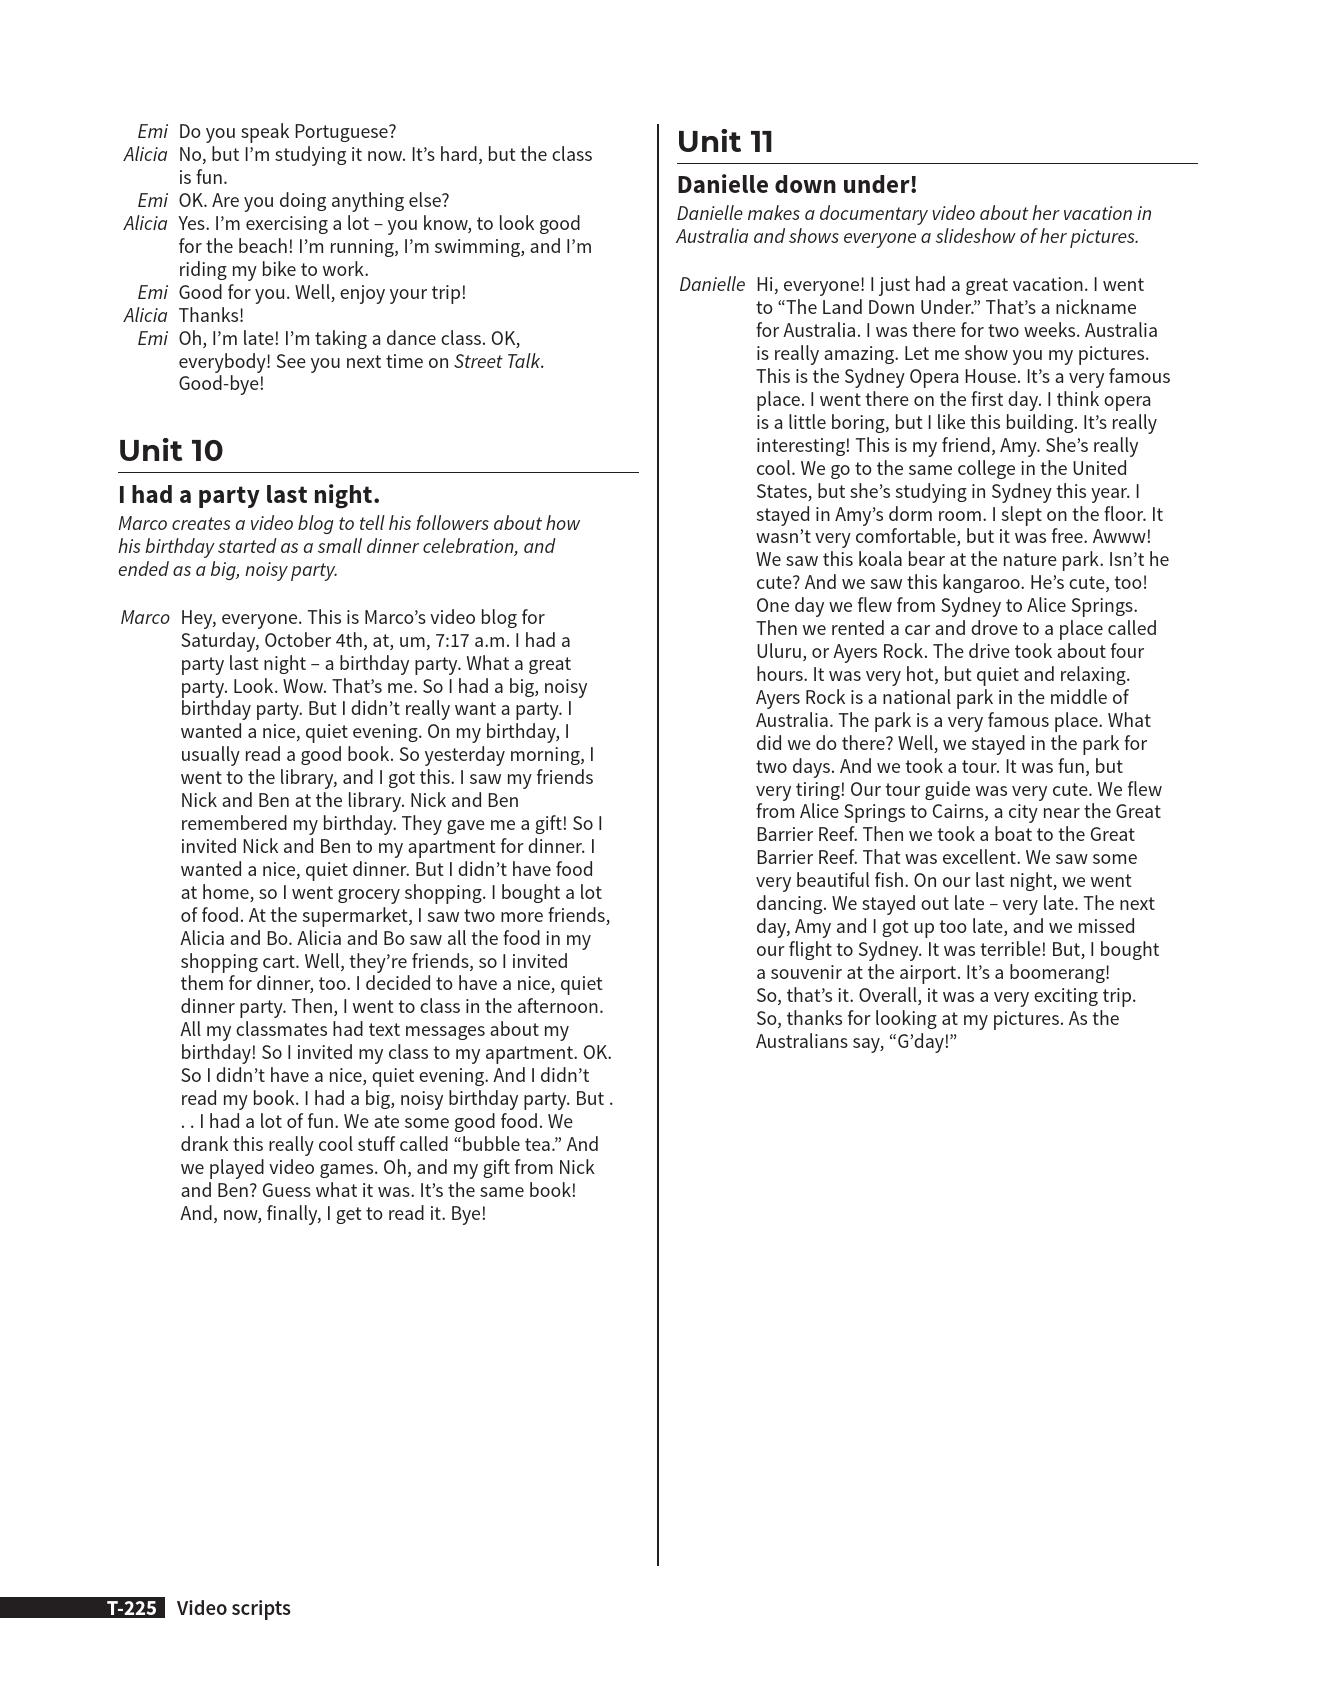 Emi Do you speak Portuguese?
Alicia No, but I’m studying it now. It’s hard, but the class
is fun.
Emi OK. Are you doing anything else?
Alicia Yes. I’m exercising a lot – you know, to look good
for the beach! I’m running, I’m swimming, and I’m
riding my bike to work.
Emi Good for you. Well, enjoy your trip!
Alicia Thanks!
Emi Oh, I’m late! I’m taking a dance class. OK,
everybody! See you next time on Street Talk.
Good-bye!
Unit 10
I had a party last night.
Marco creates a video blog to tell his followers about how
his birthday started as a small dinner celebration, and
ended as a big, noisy party.
Marco Hey, everyone. This is Marco’s video blog for
Saturday, October 4th, at, um, 7:17 a.m. I had a
party last night – a birthday party. What a great
party. Look. Wow. That’s me. So I had a big, noisy
birthday party. But I didn’t really want a party. I
wanted a nice, quiet evening. On my birthday, I
usually read a good book. So yesterday morning, I
went to the library, and I got this. I saw my friends
Nick and Ben at the library. Nick and Ben
remembered my birthday. They gave me a gift! So I
invited Nick and Ben to my apartment for dinner. I
wanted a nice, quiet dinner. But I didn’t have food
at home, so I went grocery shopping. I bought a lot
of food. At the supermarket, I saw two more friends,
Alicia and Bo. Alicia and Bo saw all the food in my
shopping cart. Well, they’re friends, so I invited
them for dinner, too. I decided to have a nice, quiet
dinner party. Then, I went to class in the afternoon.
All my classmates had text messages about my
birthday! So I invited my class to my apartment. OK.
So I didn’t have a nice, quiet evening. And I didn’t
read my book. I had a big, noisy birthday party. But .
. . I had a lot of fun. We ate some good food. We
drank this really cool stuff called “bubble tea.” And
we played video games. Oh, and my gift from Nick
and Ben? Guess what it was. It’s the same book!
And, now, finally, I get to read it. Bye!
Unit 11
Danielle down under!
Danielle makes a documentary video about her vacation in
Australia and shows everyone a slideshow of her pictures.
Danielle Hi, everyone! I just had a great vacation. I went
to “The Land Down Under.” That’s a nickname
for Australia. I was there for two weeks. Australia
is really amazing. Let me show you my pictures.
This is the Sydney Opera House. It’s a very famous
place. I went there on the first day. I think opera
is a little boring, but I like this building. It’s really
interesting! This is my friend, Amy. She’s really
cool. We go to the same college in the United
States, but she’s studying in Sydney this year. I
stayed in Amy’s dorm room. I slept on the floor. It
wasn’t very comfortable, but it was free. Awww!
We saw this koala bear at the nature park. Isn’t he
cute? And we saw this kangaroo. He’s cute, too!
One day we flew from Sydney to Alice Springs.
Then we rented a car and drove to a place called
Uluru, or Ayers Rock. The drive took about four
hours. It was very hot, but quiet and relaxing.
Ayers Rock is a national park in the middle of
Australia. The park is a very famous place. What
did we do there? Well, we stayed in the park for
two days. And we took a tour. It was fun, but
very tiring! Our tour guide was very cute. We flew
from Alice Springs to Cairns, a city near the Great
Barrier Reef. Then we took a boat to the Great
Barrier Reef. That was excellent. We saw some
very beautiful fish. On our last night, we went
dancing. We stayed out late – very late. The next
day, Amy and I got up too late, and we missed
our flight to Sydney. It was terrible! But, I bought
a souvenir at the airport. It’s a boomerang!
So, that’s it. Overall, it was a very exciting trip.
So, thanks for looking at my pictures. As the
Australians say, “G’day!”
T-225 Video scripts